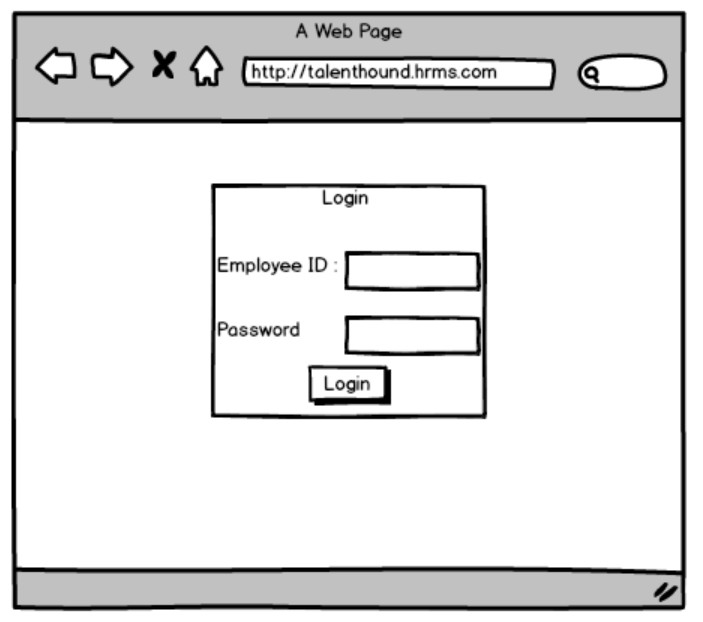 A Web Page
http://talenthound.hrms.com
Login
Employee ID :
Password
Login